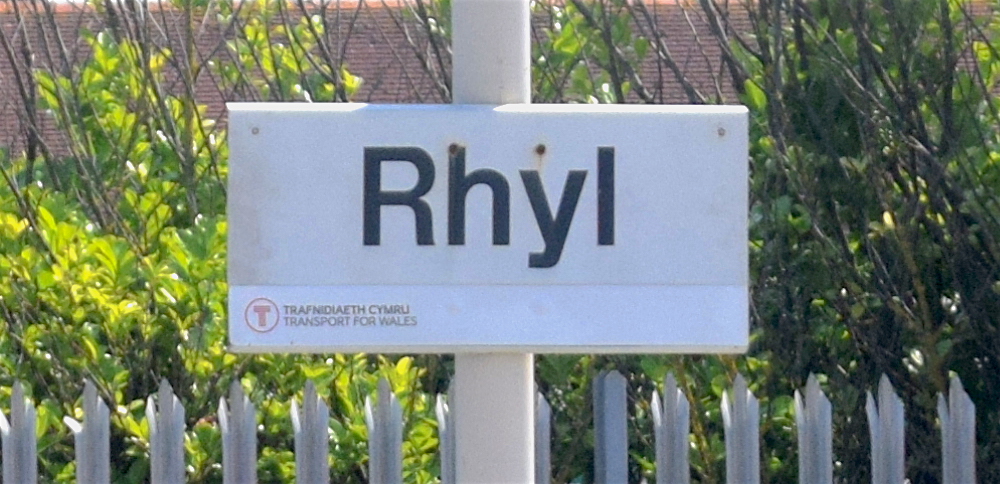 Rhyl
T
TRAFNIDIAETH CYMRU
TRANSPORT FOR WALES